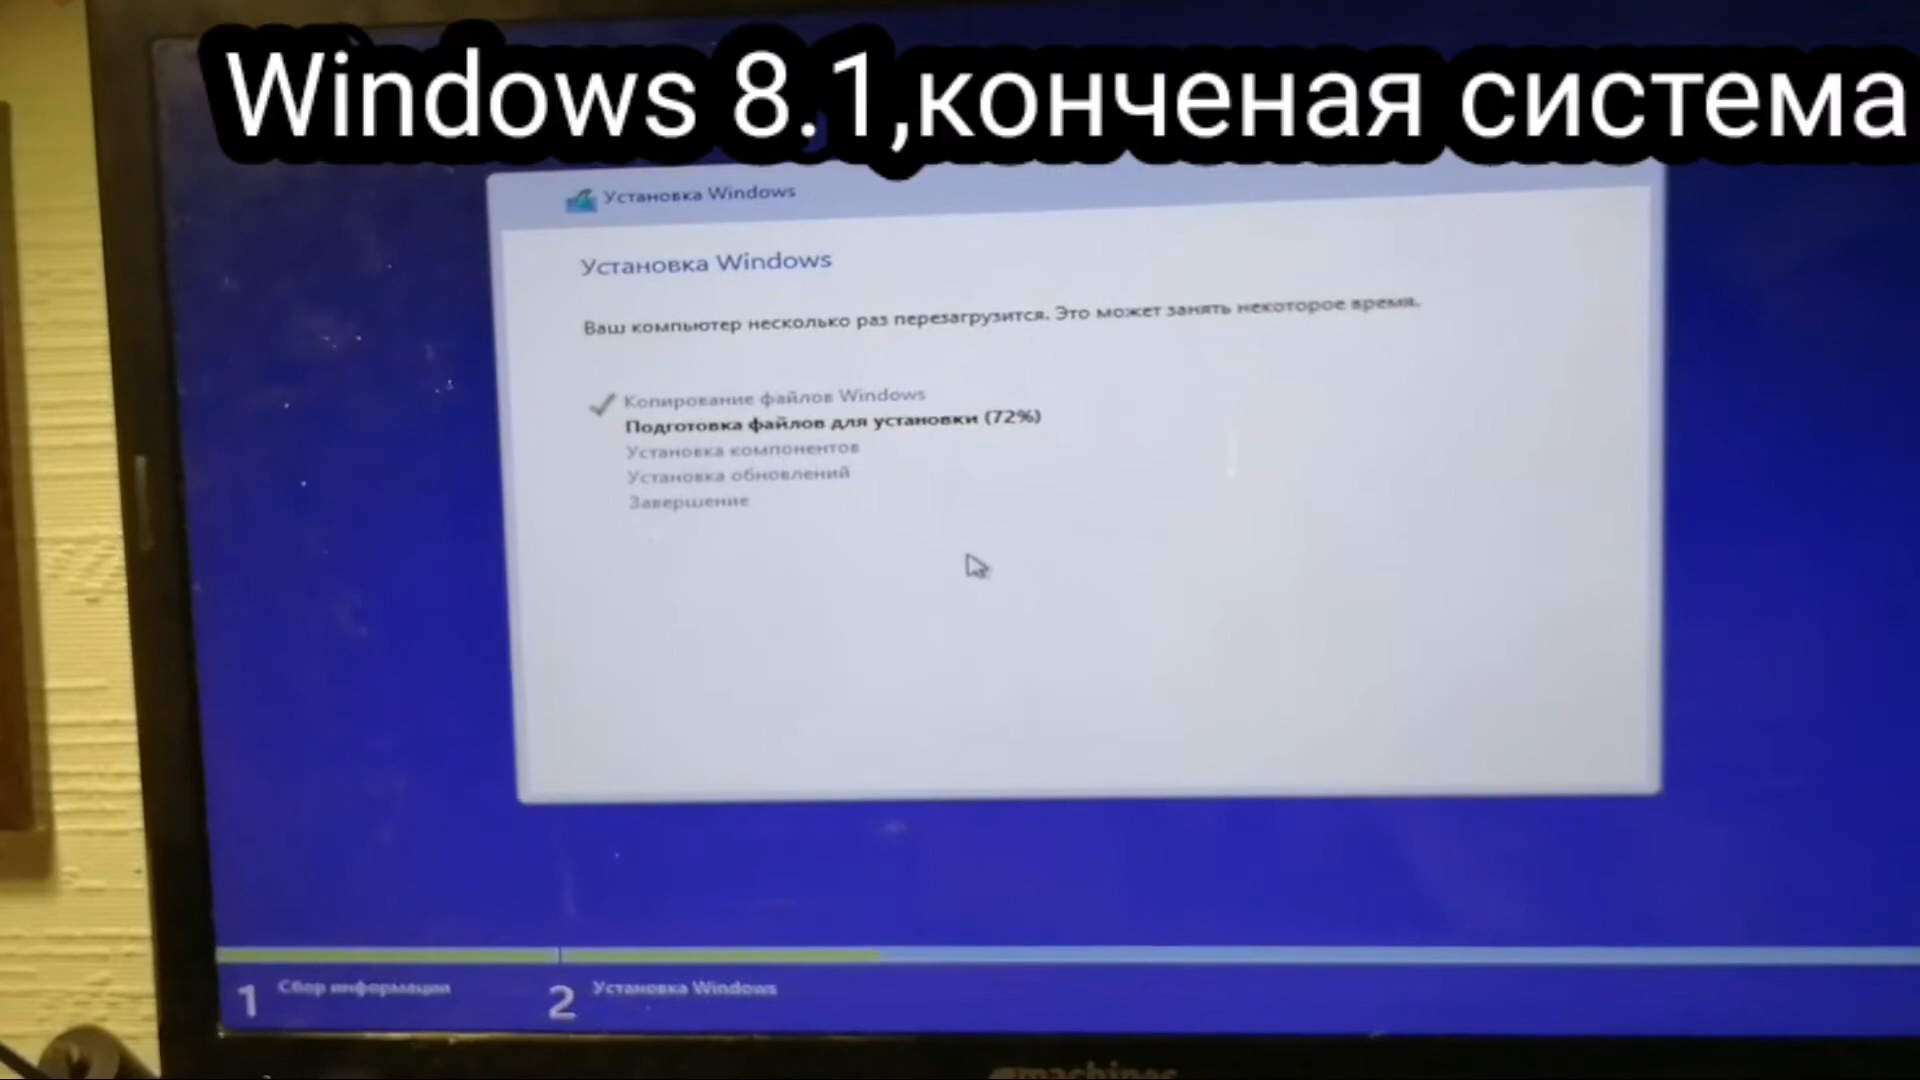 Windows 8.1,конченая система
Установка Windows
Установка Windows
Ваш компьютер несколько раз перезагрузится. Это может занять некоторое время.
Копирование файлов Windows
Подготовка файлов для установки (72%)
Установка компонентов
Установка обновлений
Завершение
1 Сбор информации
2 Установка Windows
emachines